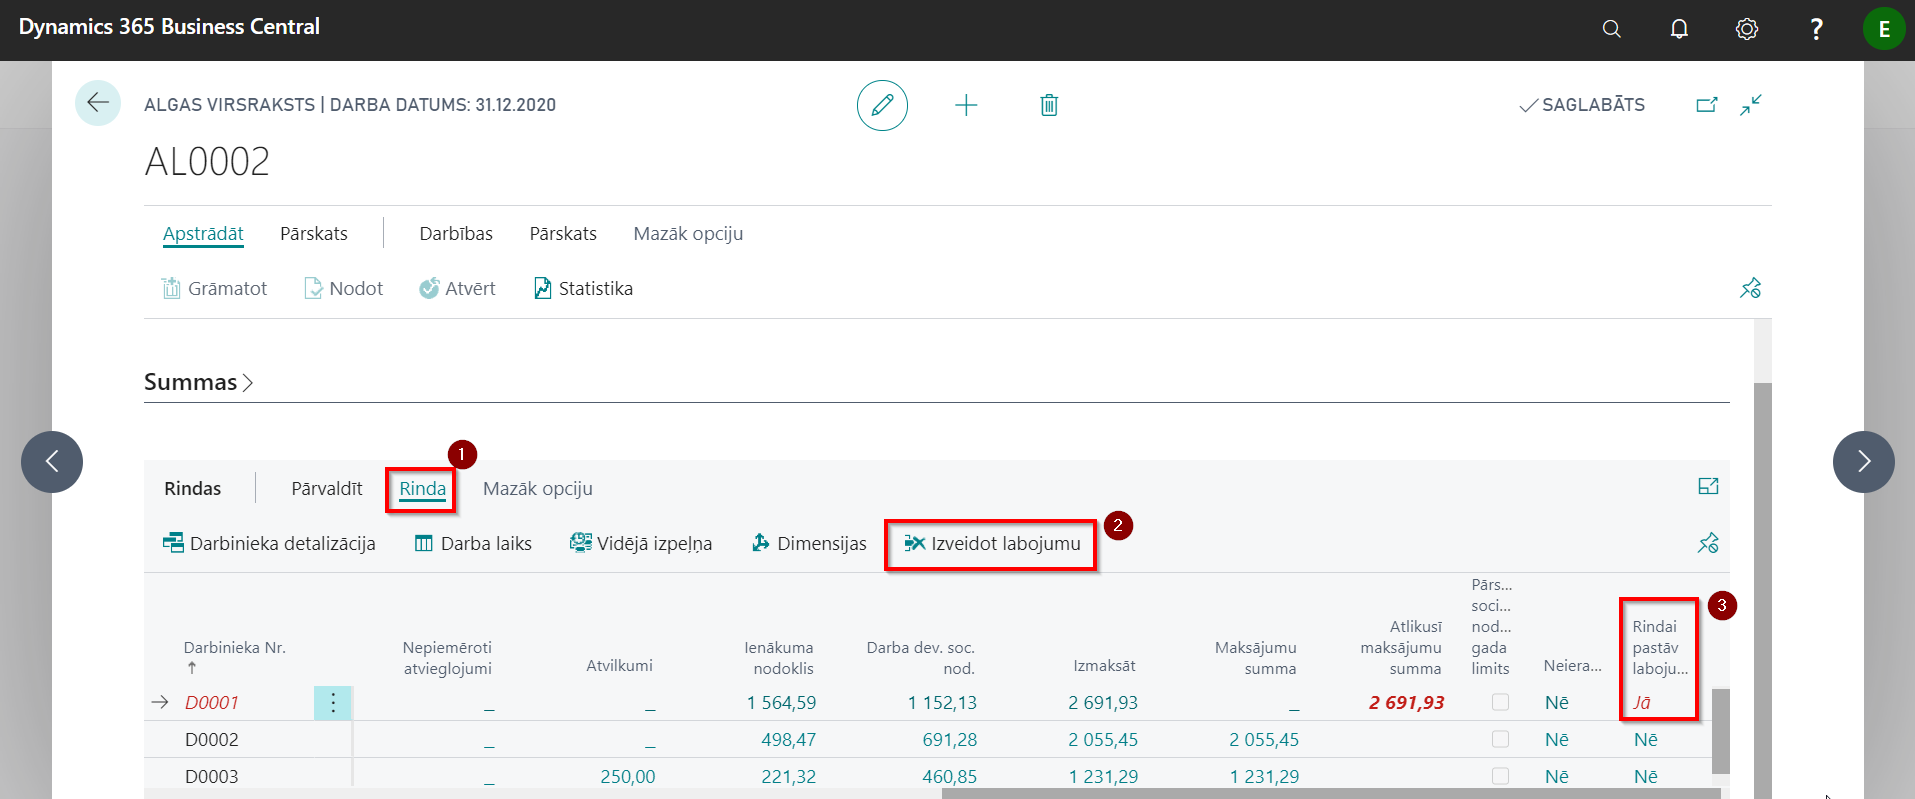 Dynamics 365 Business Central
?
E
ALGAS VIRSRAKSTS | DARBA DATUMS: 31.12.2020
SAGLABĀTS
AL0002
Apstrādāt Pārskats Darbības Pārskats Mazāk opciju
Grāmatot Nodot Atvērt Statistika
Summas
1
Rindas Pārvaldīt Rinda Mazāk opciju
2
Darbinieka detalizācija Darba laiks Vidējā izpeļņa Dimensijas Izveidot labojumu
3
Darbinieka Nr. ↑
Nepiemēroti
atvieglojumi
Atvilkumi
Ienākuma
nodoklis
Darba dev. soc.
nod.
Izmaksāt
Maksājumu
summa
Atlikusī
maksājumu
summa
Pārs...
soci...
nod...
gada
limits
Neiera...
Rindai
pastāv
laboju...
D0001 _ _ 1 564,59 1 152,13 2 691,93 _ 2 691,93 Nē Jā
D0002 _ _ 498,47 691,28 2 055,45 2 055,45 Nē Nē
D0003 _ 250,00 221,32 460,85 1 231,29 1 231,29 Nē Nē